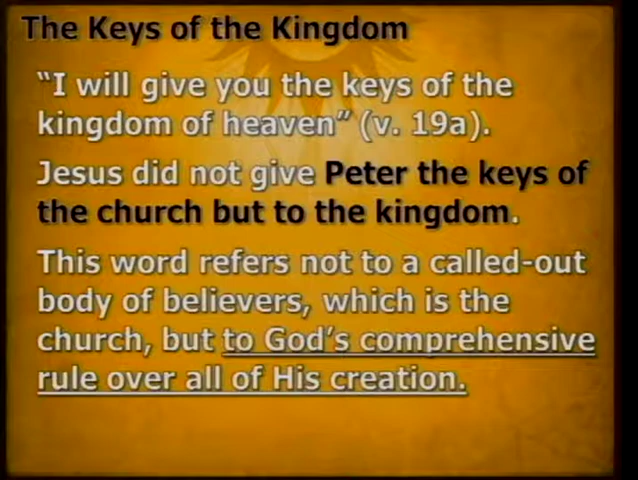 The Keys of the Kingdom
“I will give you the keys of the
kingdom of heaven” (v. 19a).
Jesus did not give Peter the keys of
the church but to the kingdom.
This word refers not to a called-out
body of believers, which is the
church, but to God’s comprehensive
rule over all of His creation.